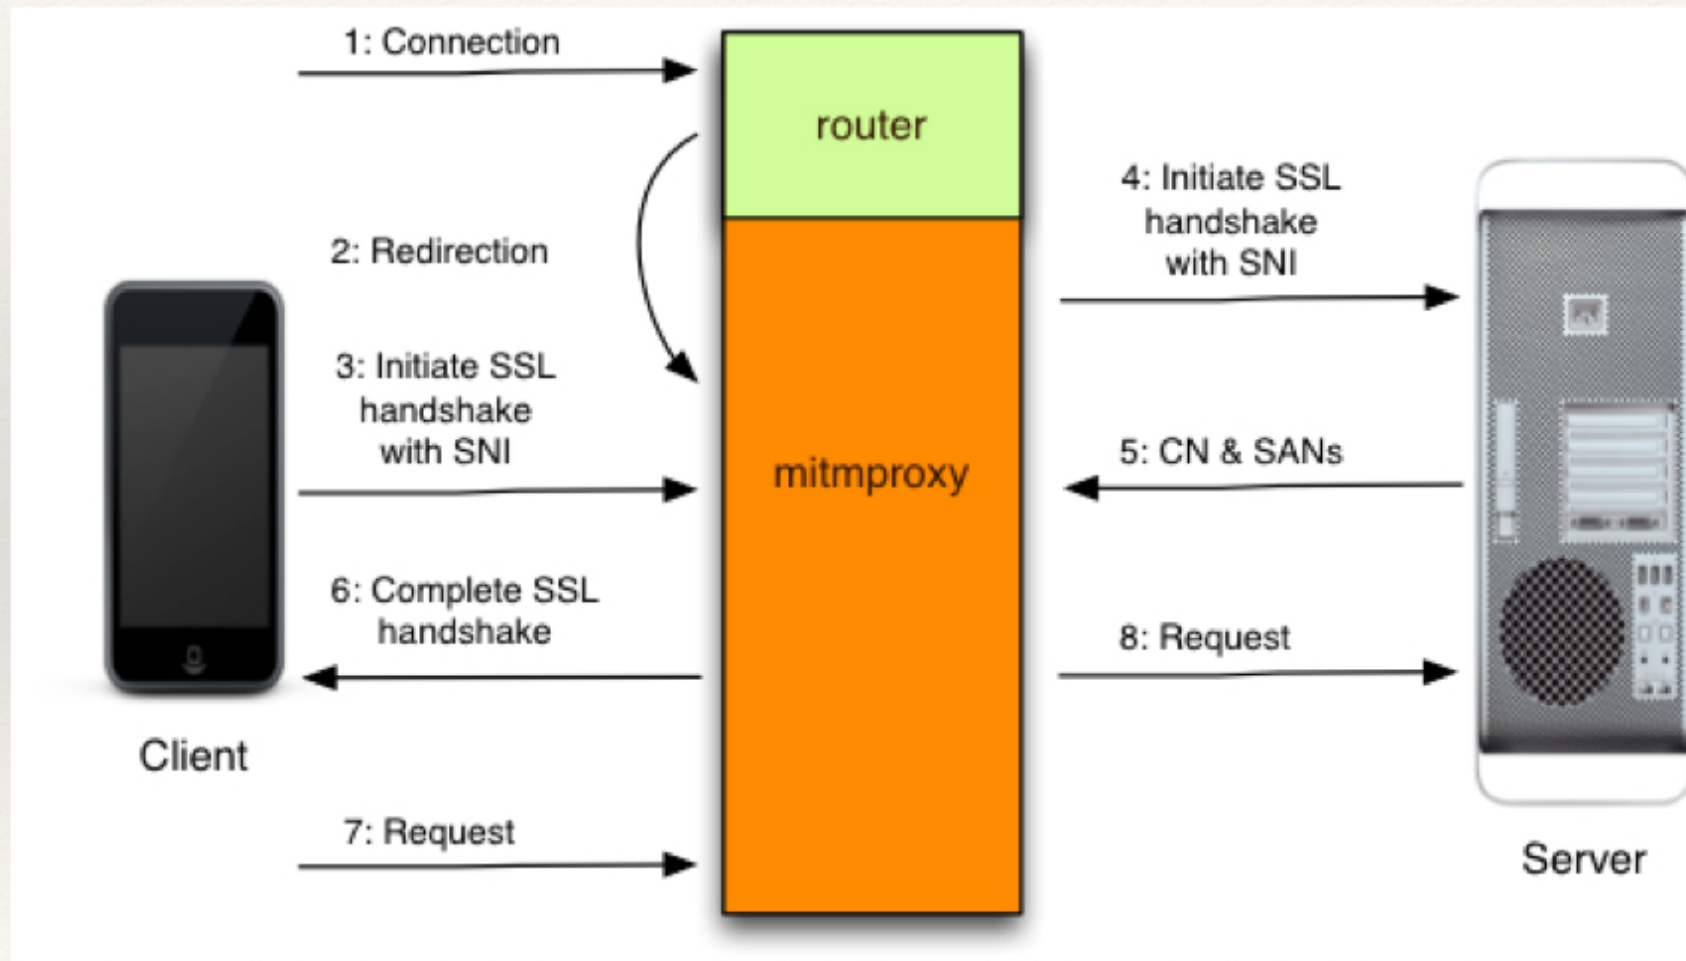 1: Connection
router
2: Redirection
3: Initiate SSL
handshake
with SNI
4: Initiate SSL
handshake
with SNI
mitmproxy
5: CN & SANs
6: Complete SSL
handshake
7: Request
8: Request
Client
Server